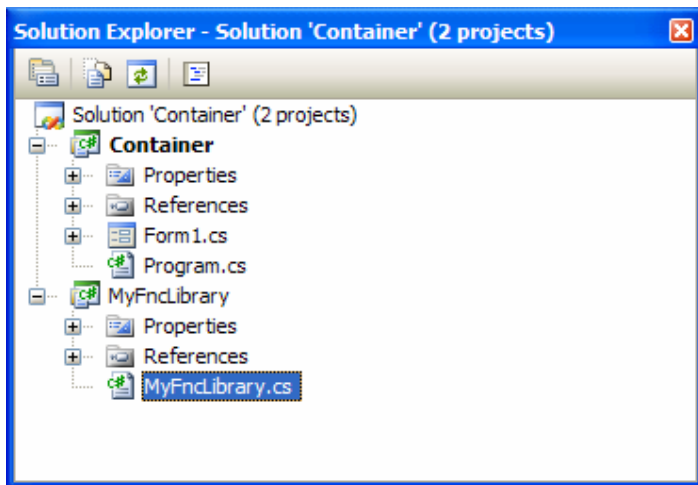 Solution Explorer - Solution 'Container' (2 projects)
Solution 'Container' (2 projects)
Container
Properties
References
Form1.cs
Program.cs
MyFncLibrary
Properties
References
MyFncLibrary.cs